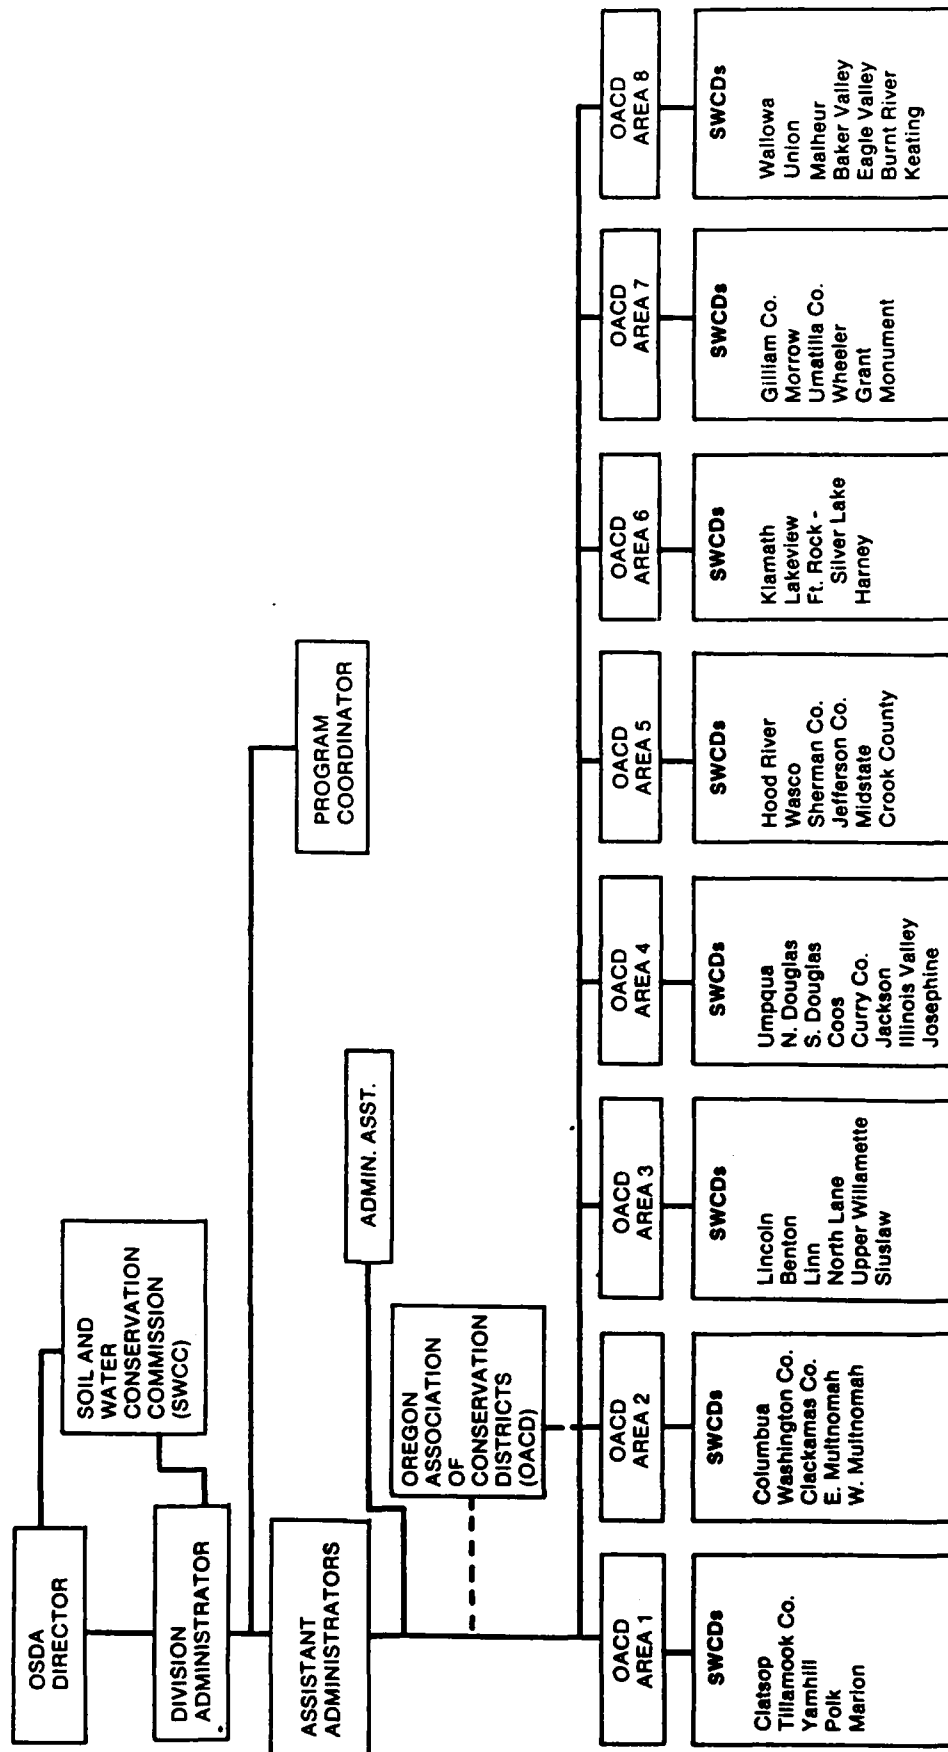 OSDA
DIRECTOR
SOIL AND
WATER
CONSERVATION
COMMISSION
(SWCC)
DIVISION
ADMINISTRATOR
ASSISTANT
ADMINISTRATORS
PROGRAM
COORDINATOR
ADMIN. ASST.
OREGON
ASSOCIATION
OF
CONSERVATION
DISTRICTS
(OACD)
OACD
AREA 1
SWCDs
Clatsop
Tillamook Co.
Yamhill
Polk
Marion
OACD
AREA 2
SWCDs
Columbua
Washington Co.
Clackamas Co.
E. Multnomah
W. Multnomah
OACD
AREA 3
SWCDs
Lincoln
Benton
Linn
North Lane
Upper Willamette
Siuslaw
OACD
AREA 4
SWCDs
Umpqua
N. Douglas
S. Douglas
Coos
Curry Co.
Jackson
Illinois Valley
Josephine
OACD
AREA 5
SWCDs
Hood River
Wasco
Sherman Co.
Jefferson Co.
Midstate
Crook County
OACD
AREA 6
SWCDs
Klamath
Lakeview
Ft. Rock -
Silver Lake
Harney
OACD
AREA 7
SWCDs
Gilliam Co.
Morrow
Umatilla Co.
Wheeler
Grant
Monument
OACD
AREA 8
SWCDs
Wallowa
Union
Malheur
Baker Valley
Eagle Valley
Burnt River
Keating